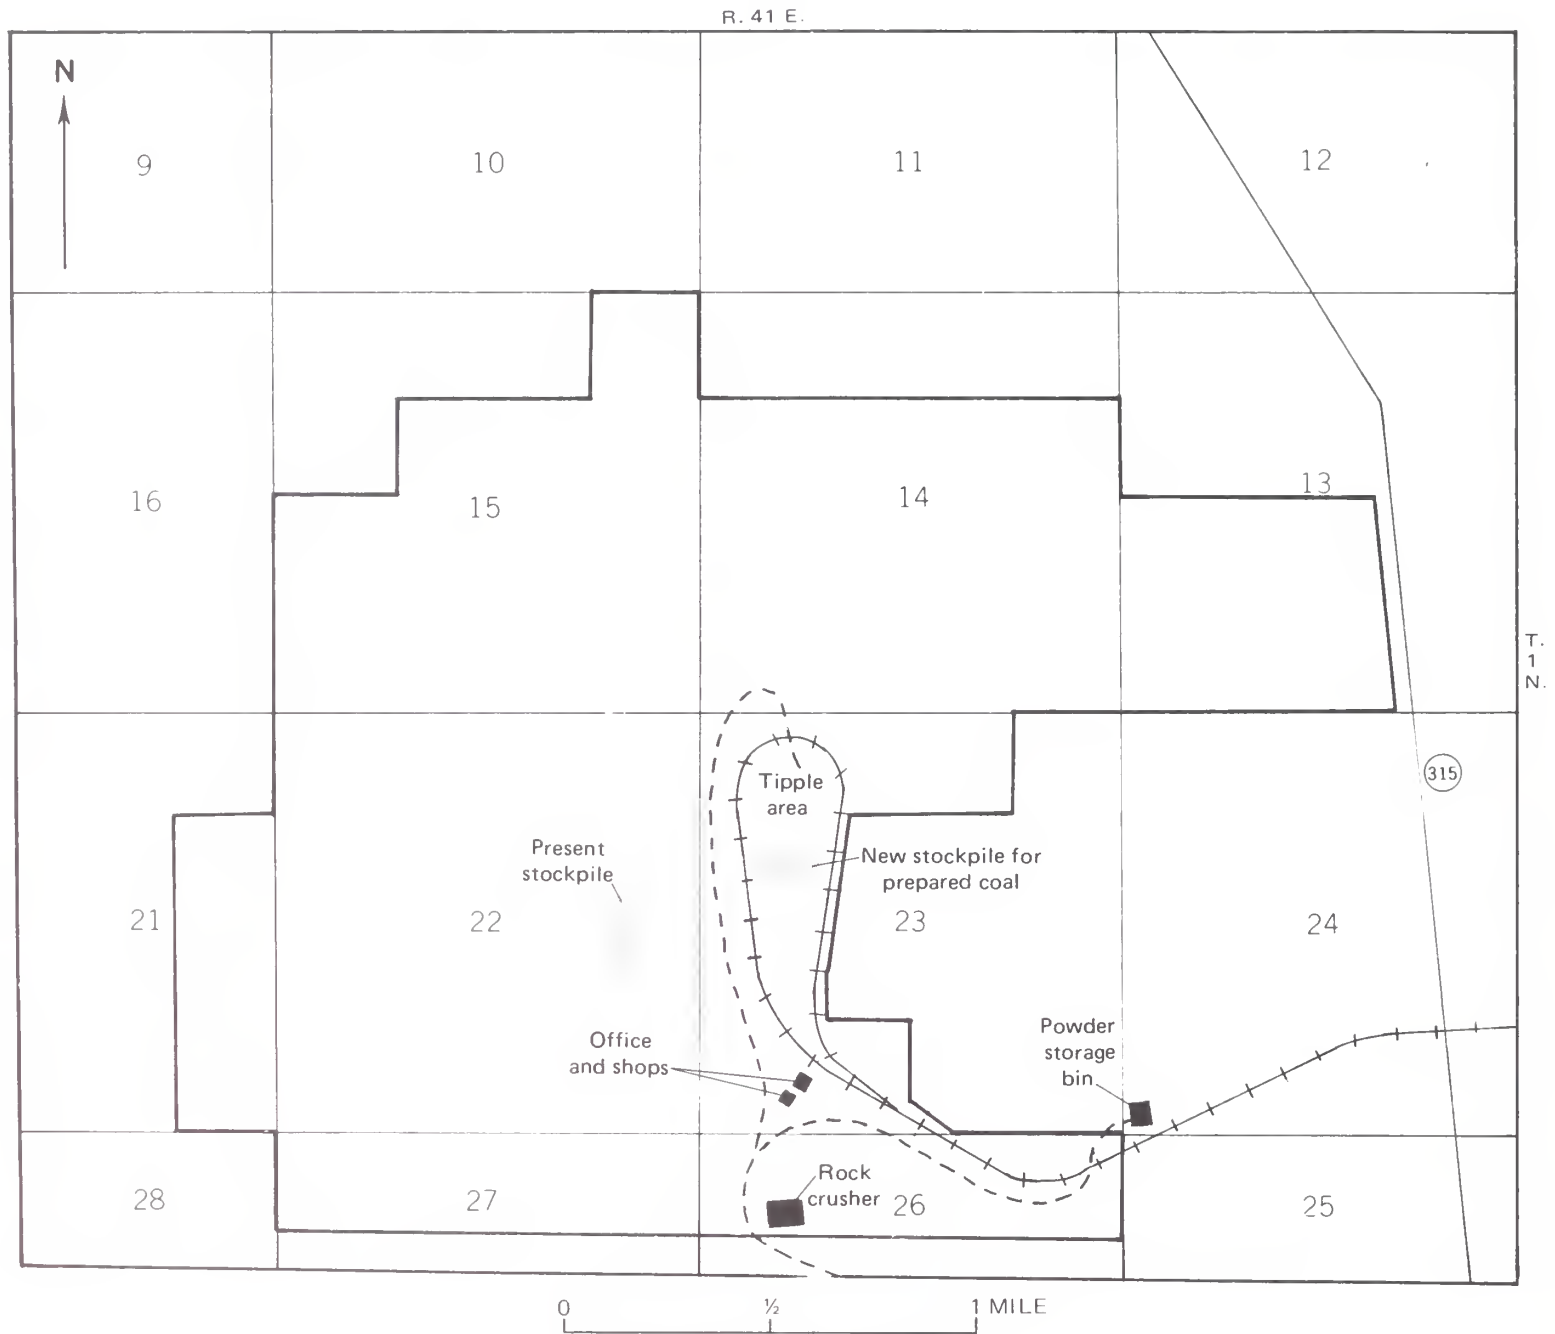 R. 41 E.
N
9
10
11
12
16
15
14
13
T.
1
N.
315
Tipple
area
Present
stockpile
New stockpile for
prepared coal
21
22
23
24
Office
and shops
Powder
storage
bin
Rock
crusher
28
27
26
25
0
½
1 MILE